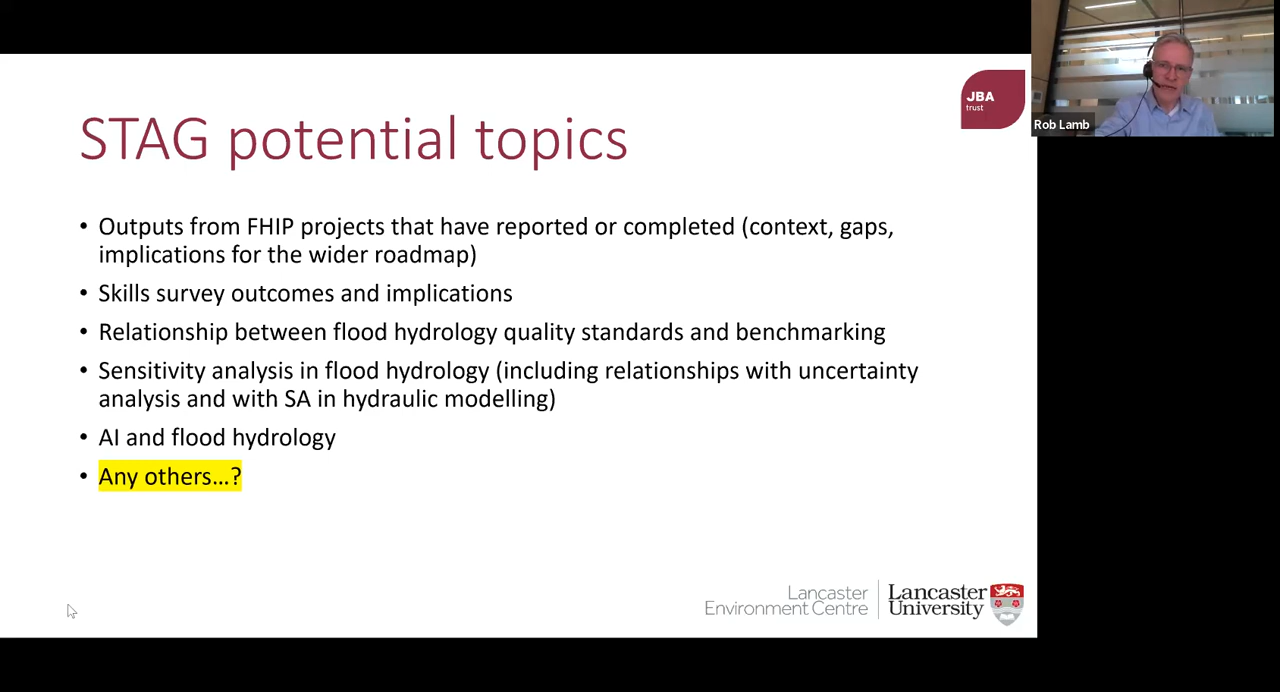 JBA
trust
Rob Lamb
STAG potential topics
• Outputs from FHIP projects that have reported or completed (context, gaps,
implications for the wider roadmap)
• Skills survey outcomes and implications
• Relationship between flood hydrology quality standards and benchmarking
• Sensitivity analysis in flood hydrology (including relationships with uncertainty
analysis and with SA in hydraulic modelling)
• AI and flood hydrology
• Any others...?
Lancaster
Environment Centre
Lancaster
University